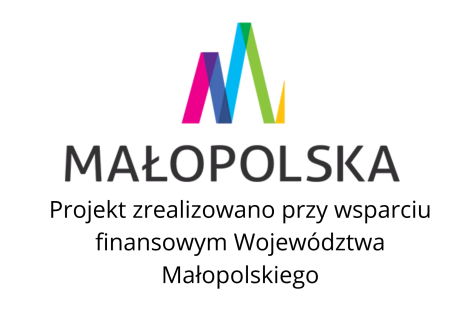 MAŁOPOLSKA
Projekt zrealizowano przy wsparciu
finansowym Województwa
Małopolskiego